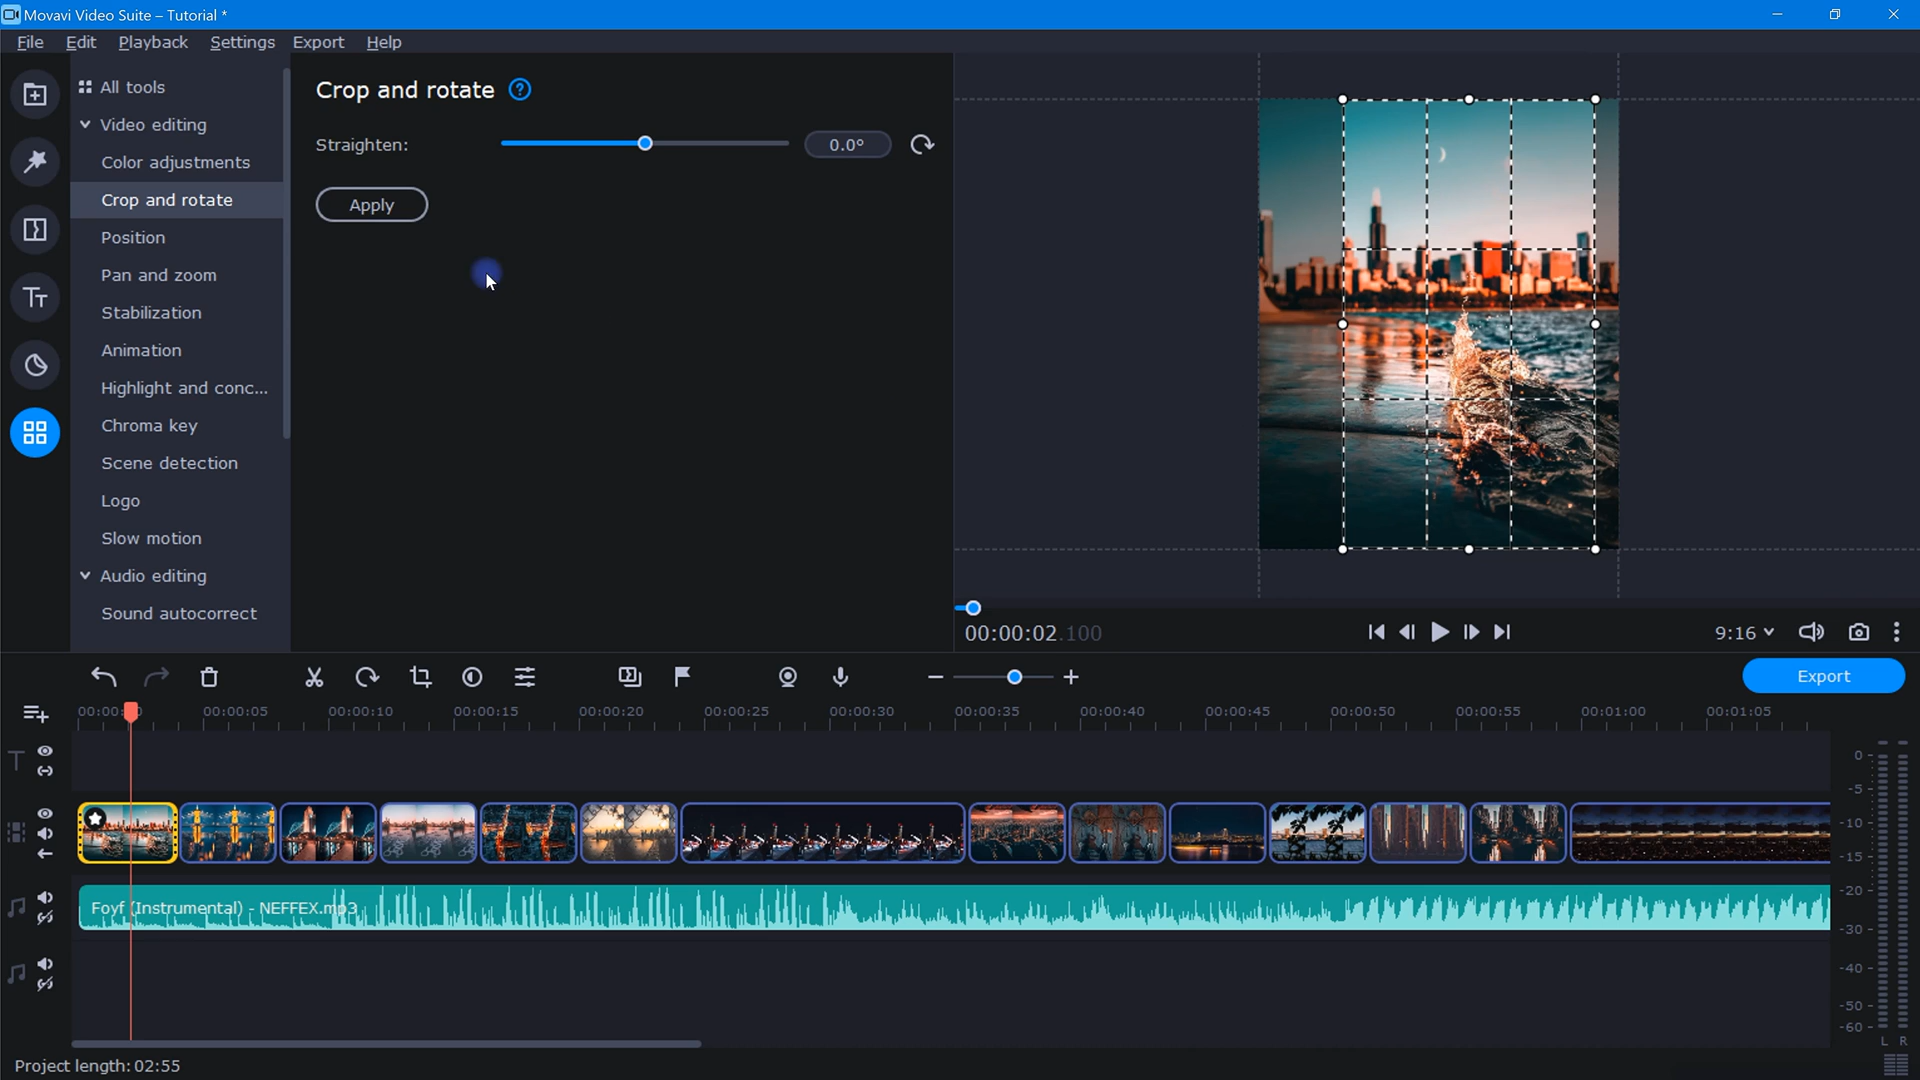 Movavi Video Suite – Tutorial *
File Edit Playback Settings Export Help
All tools
Video editing
Color adjustments
Crop and rotate
Position
Pan and zoom
Stabilization
Animation
Highlight and conc...
Chroma key
Scene detection
Logo
Slow motion
Audio editing
Sound autocorrect
Crop and rotate ?
Straighten: 0.0°
Apply
00:00:02.100
9:16
Export
00:00:05 00:00:10 00:00:15 00:00:20 00:00:25 00:00:30 00:00:35 00:00:40 00:00:45 00:00:50 00:00:55 00:01:00 00:01:05
Foyf (Instrumental) - NEFFEX.mp3
0
-5
-10
-15
-20
-30
-40
-50
-60
L R
Project length: 02:55